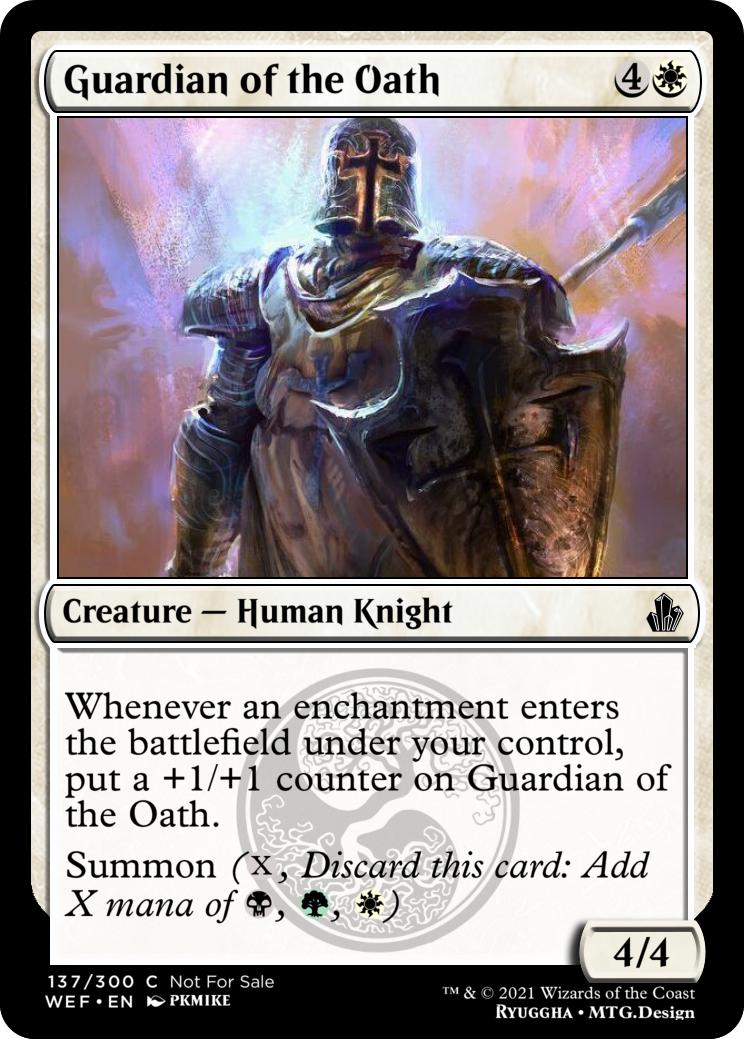 Guardian of the Oath 4
Creature — Human Knight
Whenever an enchantment enters
the battlefield under your control,
put a +1/+1 counter on Guardian of
the Oath.
Summon (X, Discard this card: Add
X mana of , , )
4/4
137/300 C Not For Sale
WEF • EN PKMIKE
™ & © 2021 Wizards of the Coast
Ryuggha • MTG.Design